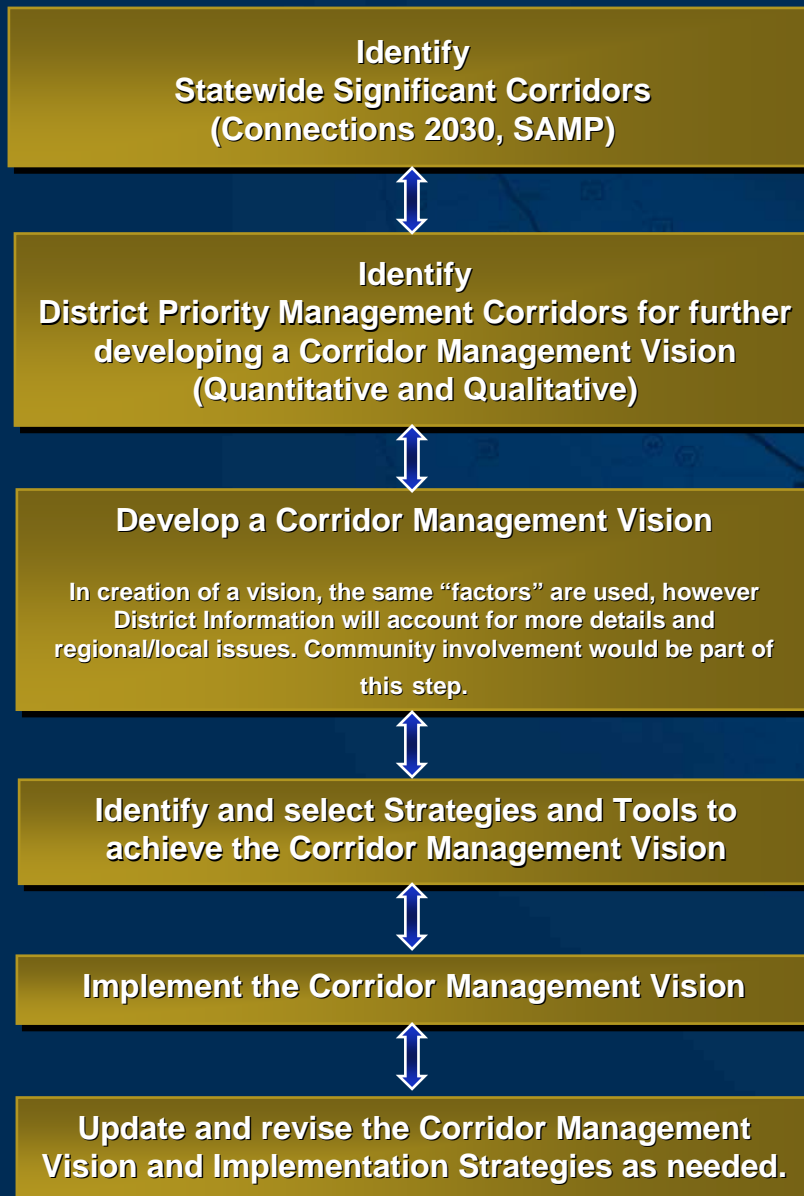 Identify
Statewide Significant Corridors
(Connections 2030, SAMP)
Identify
District Priority Management Corridors for further
developing a Corridor Management Vision
(Quantitative and Qualitative)
Develop a Corridor Management Vision
In creation of a vision, the same “factors” are used, however
District Information will account for more details and
regional/local issues. Community involvement would be part of
this step.
Identify and select Strategies and Tools to
achieve the Corridor Management Vision
Implement the Corridor Management Vision
Update and revise the Corridor Management
Vision and Implementation Strategies as needed.